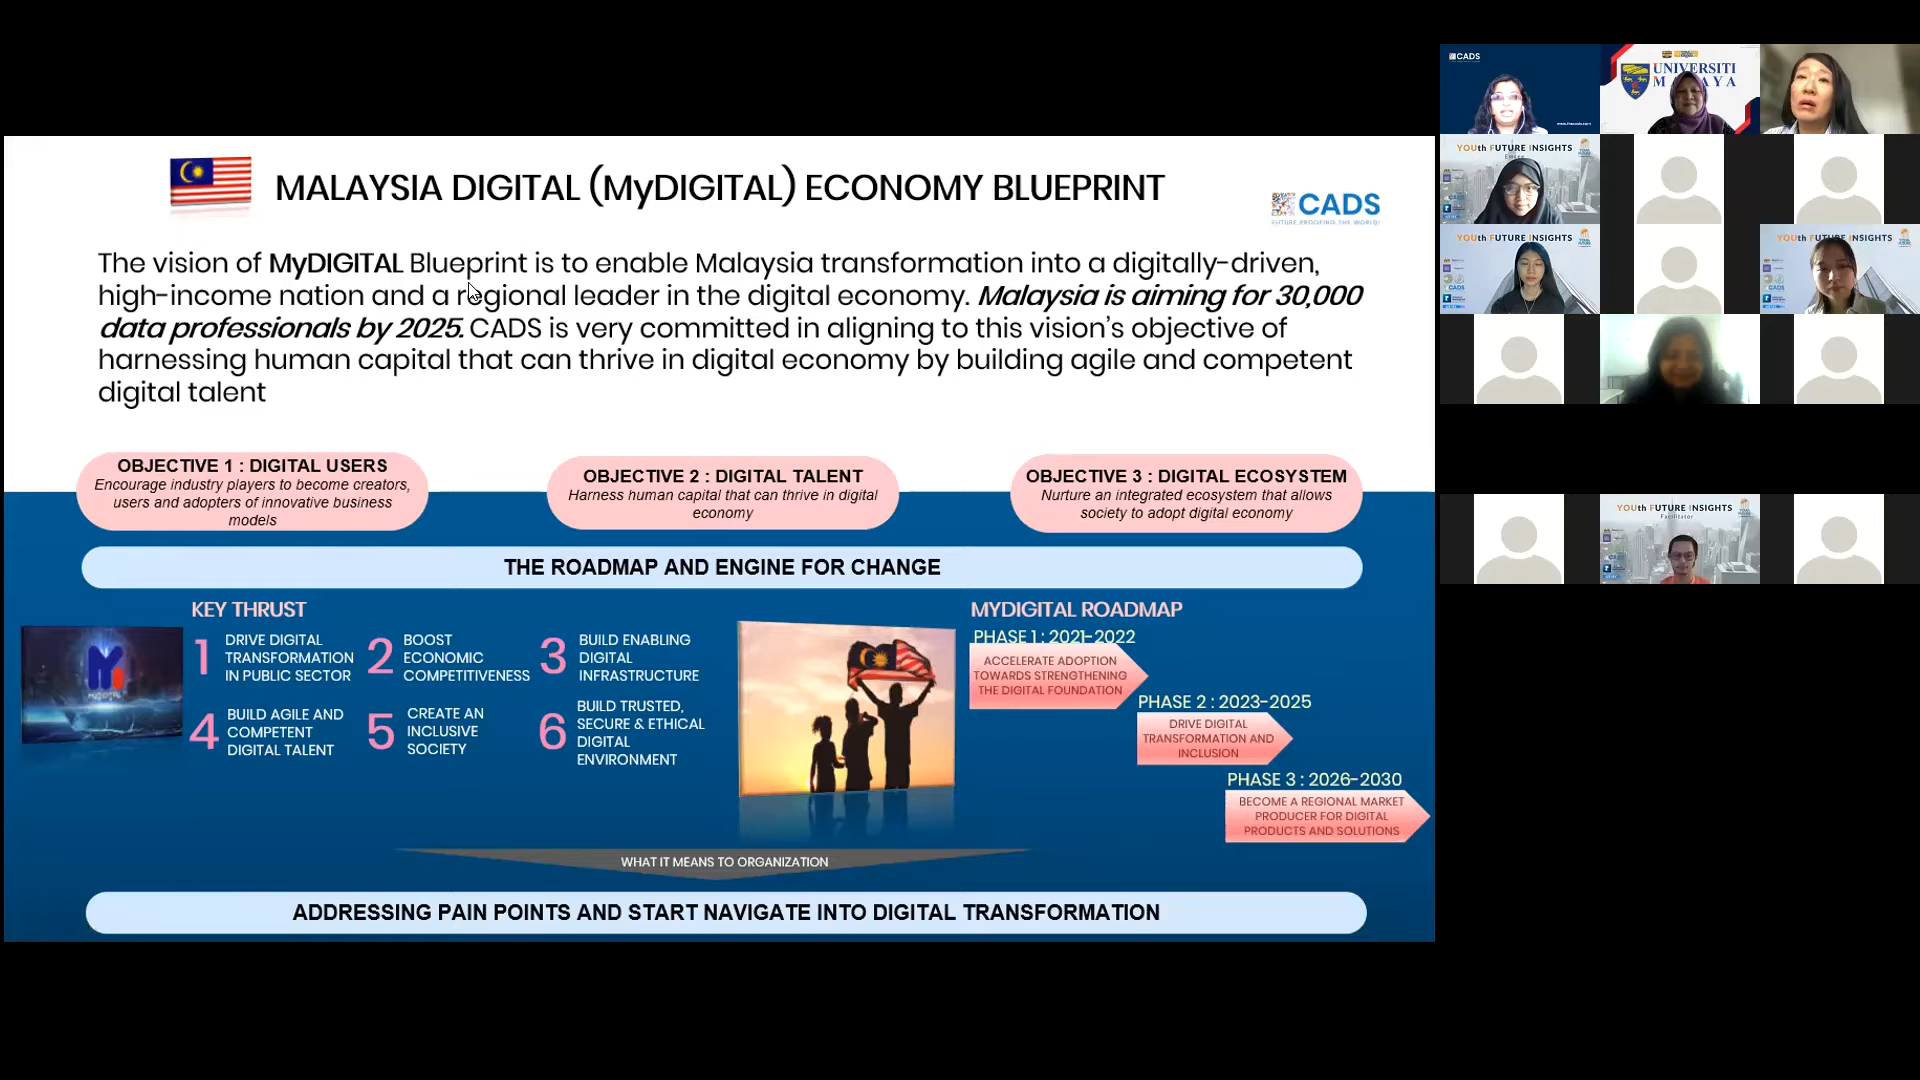 MALAYSIA DIGITAL (MyDIGITAL) ECONOMY BLUEPRINT
CADS
FUTURE PROOFING THE WORLD!
The vision of MyDIGITAL Blueprint is to enable Malaysia transformation into a digitally-driven,
high-income nation and a regional leader in the digital economy. Malaysia is aiming for 30,000
data professionals by 2025. CADS is very committed in aligning to this vision's objective of
harnessing human capital that can thrive in digital economy by building agile and competent
digital talent
OBJECTIVE 1 : DIGITAL USERS
Encourage industry players to become creators,
users and adopters of innovative business
models
OBJECTIVE 2 : DIGITAL TALENT
Harness human capital that can thrive in digital
economy
OBJECTIVE 3 : DIGITAL ECOSYSTEM
Nurture an integrated ecosystem that allows
society to adopt digital economy
THE ROADMAP AND ENGINE FOR CHANGE
KEY THRUST
1 DRIVE DIGITAL
TRANSFORMATION
IN PUBLIC SECTOR
2 BOOST
ECONOMIC
COMPETITIVENESS
3 BUILD ENABLING
DIGITAL
INFRASTRUCTURE
4 BUILD AGILE AND
COMPETENT
DIGITAL TALENT
5 CREATE AN
INCLUSIVE
SOCIETY
6 BUILD TRUSTED,
SECURE & ETHICAL
DIGITAL
ENVIRONMENT
MYDIGITAL ROADMAP
PHASE 1 : 2021-2022
ACCELERATE ADOPTION
TOWARDS STRENGTHENING
THE DIGITAL FOUNDATION
PHASE 2 : 2023-2025
DRIVE DIGITAL
TRANSFORMATION AND
INCLUSION
PHASE 3 : 2026-2030
BECOME A REGIONAL MARKET
PRODUCER FOR DIGITAL
PRODUCTS AND SOLUTIONS
WHAT IT MEANS TO ORGANIZATION
ADDRESSING PAIN POINTS AND START NAVIGATE INTO DIGITAL TRANSFORMATION
CADS
UNIVERSITI
YOUth FUTURE INSIGHTS
Emcee
YOUth FUTURE INSIGHTS
YOUth FUTURE INSIGHTS
YOUth FUTURE INSIGHTS
Facilitator